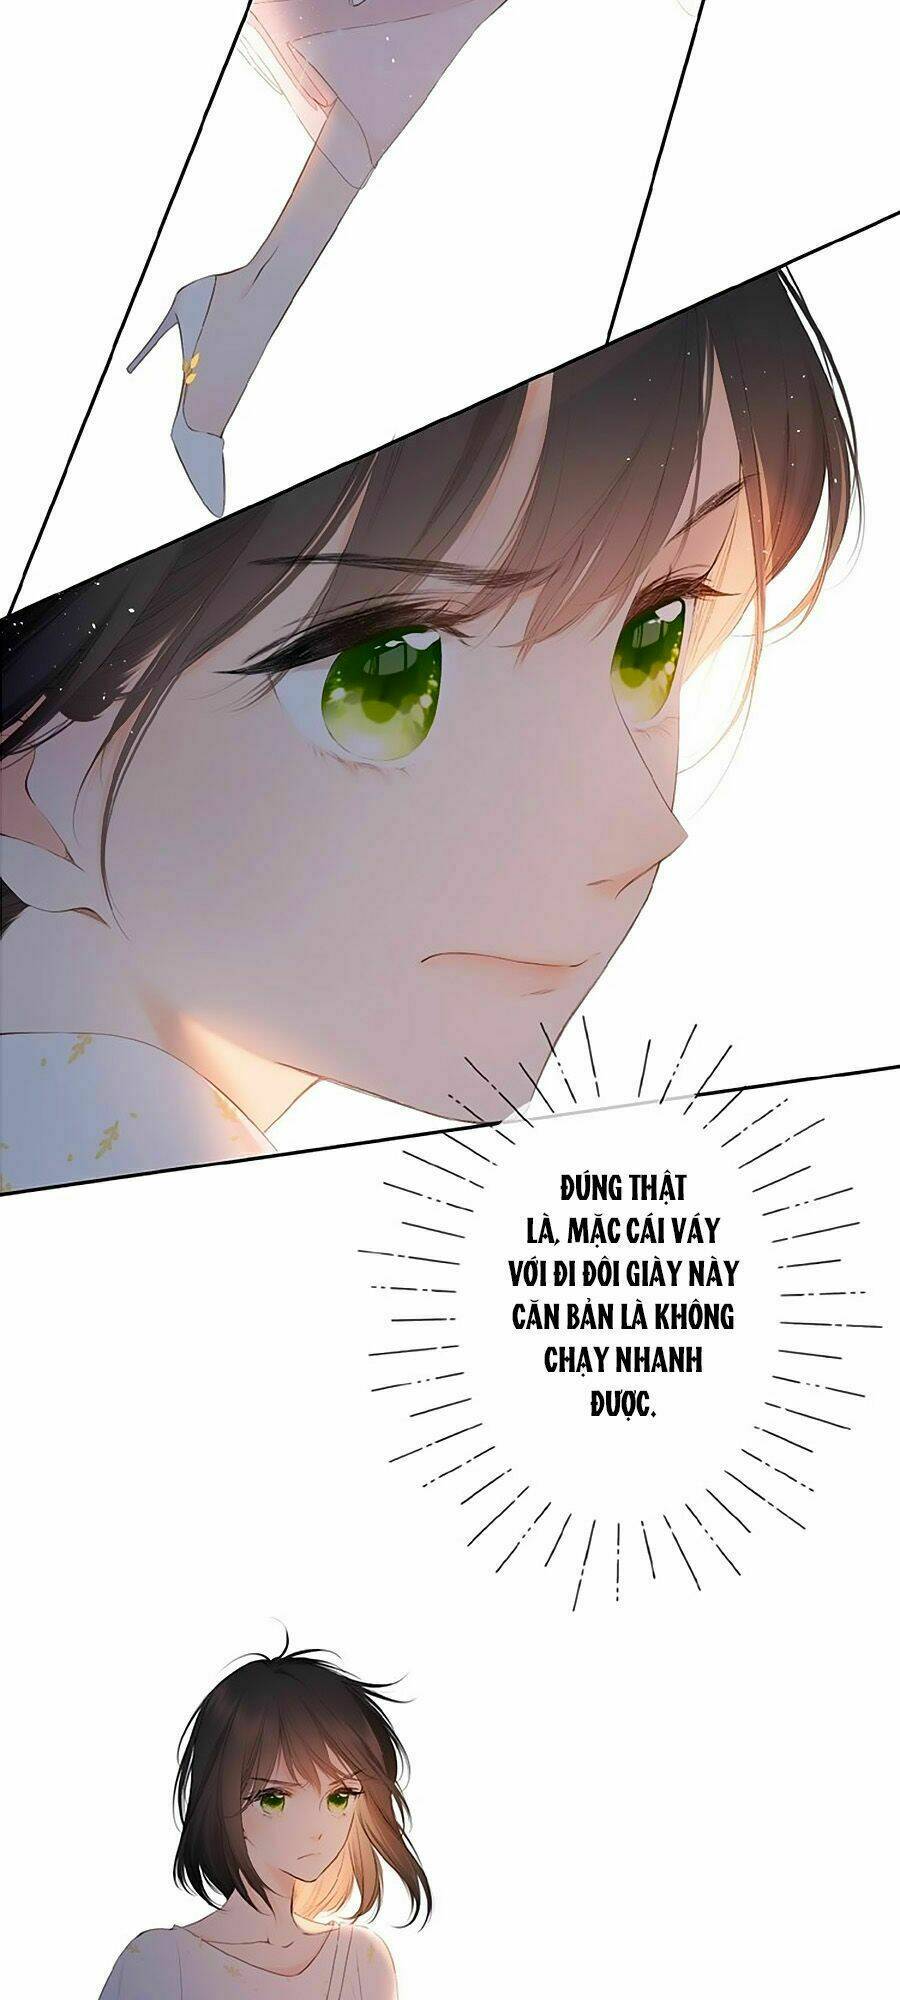 ĐÚNG THẬT
LÀ, MẶC CÁI VÁY
VỚI ĐI ĐÔI GIÀY NÀY
CĂN BẢN LÀ KHÔNG
CHẠY NHANH
ĐƯỢC.